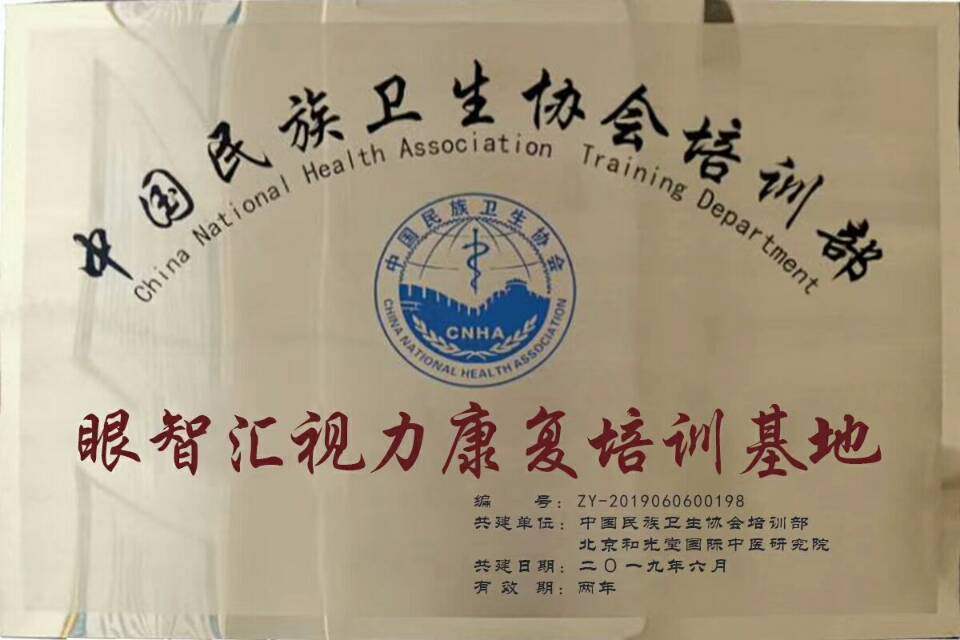 中国民族卫生协会培训部
China National Health Association Training Department
中国民族卫生协会
CNHA
CHINA NATIONAL HEALTH ASSOCIATION
眼智汇视力康复培训基地
编 号：ZY-2019060600198
共建单位：中国民族卫生协会培训部
北京和光堂国际中医研究院
共建日期：二〇一九年六月
有效 期：两年